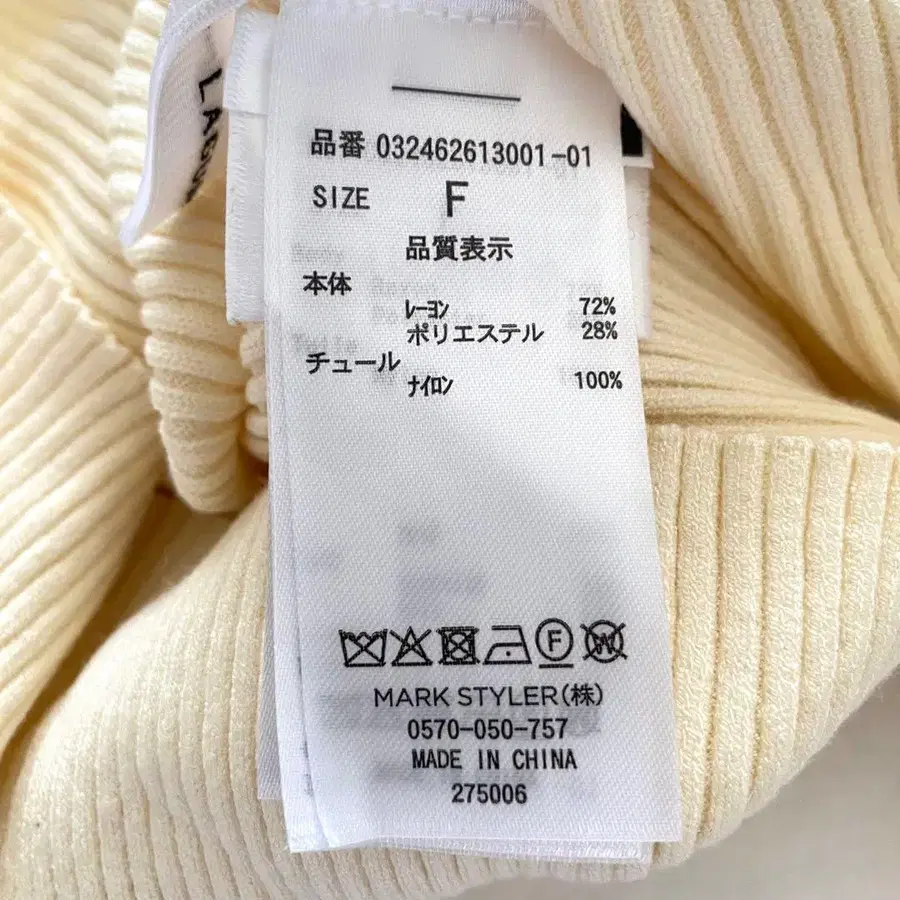 品番 032462613001-01
SIZE F
品質表示
本体
ﾚｰﾖﾝ 72%
ポリエステル 28%
チュール
ﾅｲﾛﾝ 100%
F
W
MARK STYLER(株)
0570-050-757
MADE IN CHINA
275006